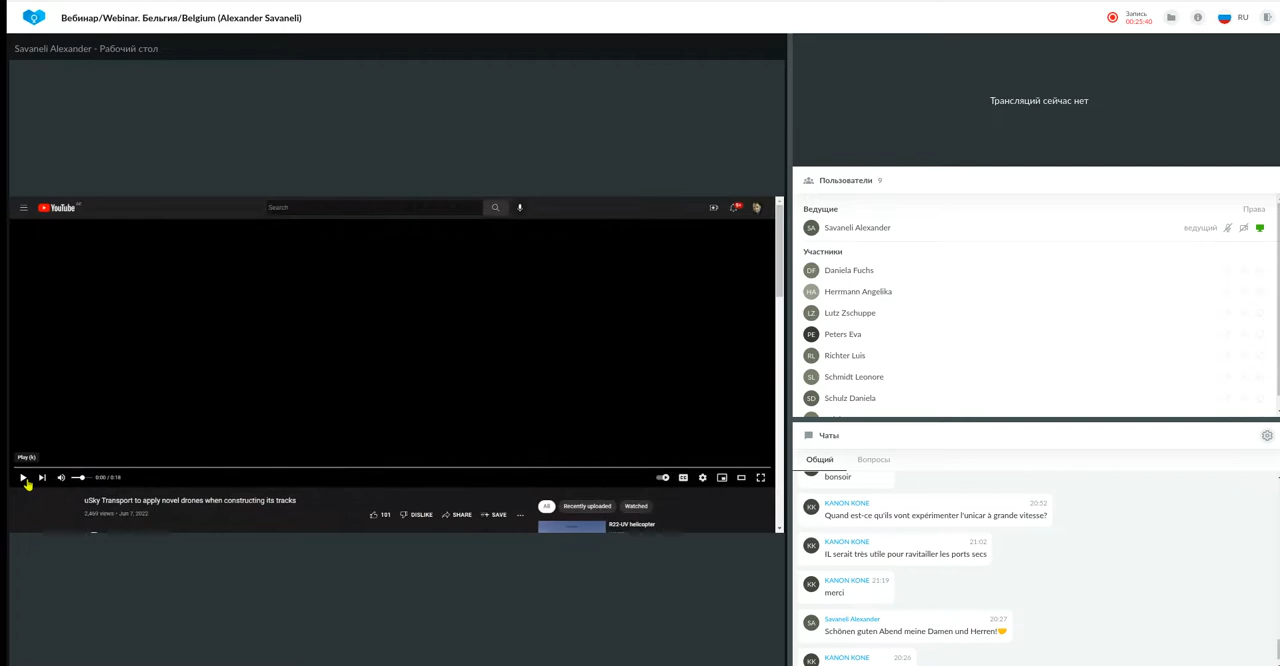 Вебинар/Webinar. Бельгия/Belgium (Alexander Savaneli)
Запись
00:25:40
RU
Savaneli Alexander - Рабочий стол
Трансляций сейчас нет
YouTube
Search
9+
Play (k)
0:00 / 0:18
uSky Transport to apply novel drones when constructing its tracks
2,469 views • Jun 7, 2022
101
DISLIKE
SHARE
SAVE
All
Recently uploaded
Watched
R22-UV helicopter
Пользователи 9
Ведущие
Права
SA Savaneli Alexander
ведущий
Участники
DF Daniela Fuchs
HA Herrmann Angelika
LZ Lutz Zschuppe
PE Peters Eva
RL Richter Luis
SL Schmidt Leonore
SD Schulz Daniela
Чаты
Общий
Вопросы
bonsoir
KK KANON KONE 20:52
Quand est-ce qu'ils vont expérimenter l'unicar à grande vitesse?
KK KANON KONE 21:02
IL serait très utile pour ravitailler les ports secs
KK KANON KONE 21:19
merci
SA Savaneli Alexander 20:27
Schönen guten Abend meine Damen und Herren!🤝
KK KANON KONE 20:26